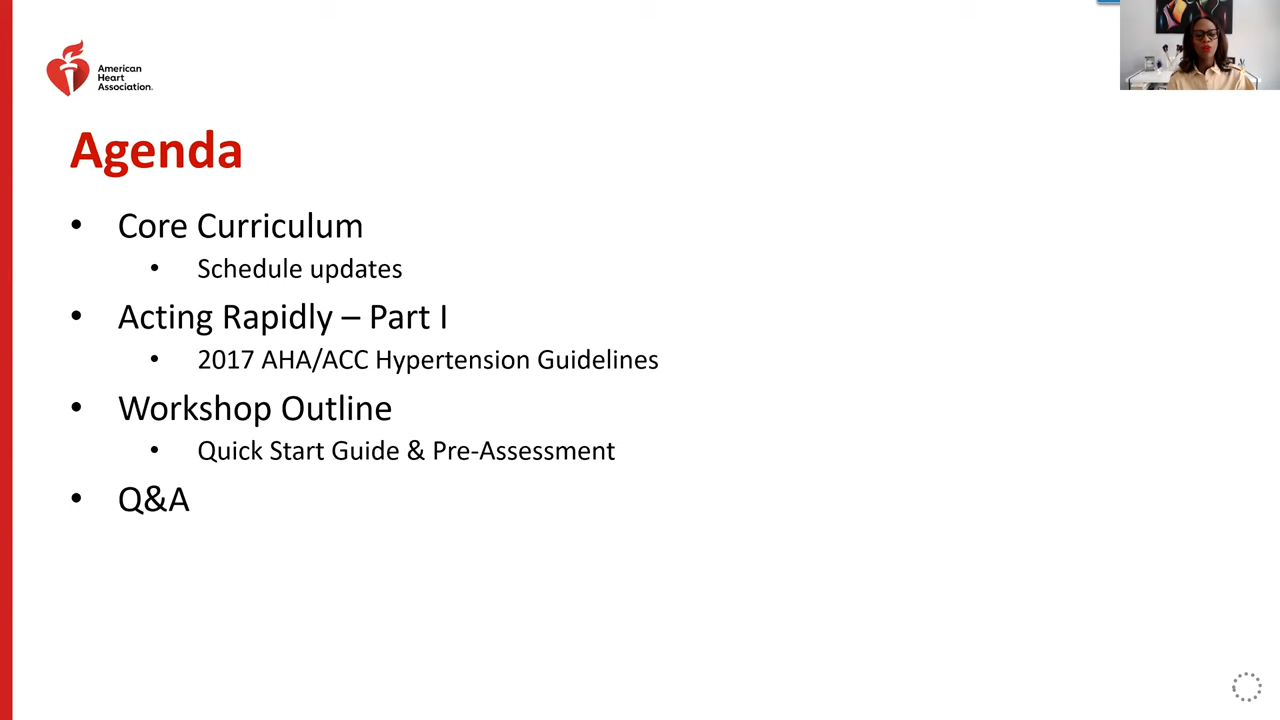 American
Heart
Association.
Agenda
• Core Curriculum
• Schedule updates
• Acting Rapidly – Part I
• 2017 AHA/ACC Hypertension Guidelines
• Workshop Outline
• Quick Start Guide & Pre-Assessment
• Q&A